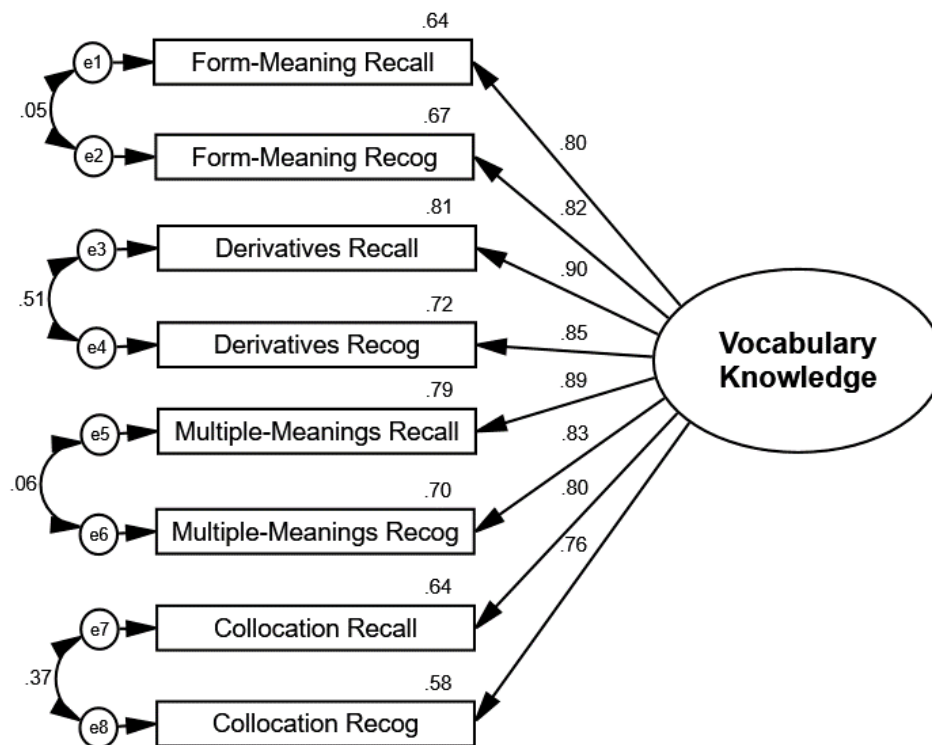 .64
e1
Form-Meaning Recall
.05
.80
.67
e2
Form-Meaning Recog
.82
.81
e3
Derivatives Recall
.90
.51
.72
e4
Derivatives Recog
.85
Vocabulary
Knowledge
.79
.89
e5
Multiple-Meanings Recall
.83
.06
.70
.80
e6
Multiple-Meanings Recog
.76
.64
e7
Collocation Recall
.37
.58
e8
Collocation Recog